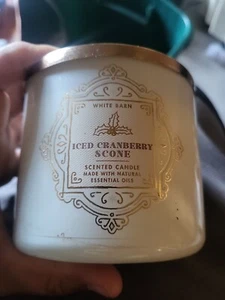 WHITE BARN
ICED CRANBERRY
SCONE
SCENTED CANDLE
MADE WITH NATURAL
ESSENTIAL OILS